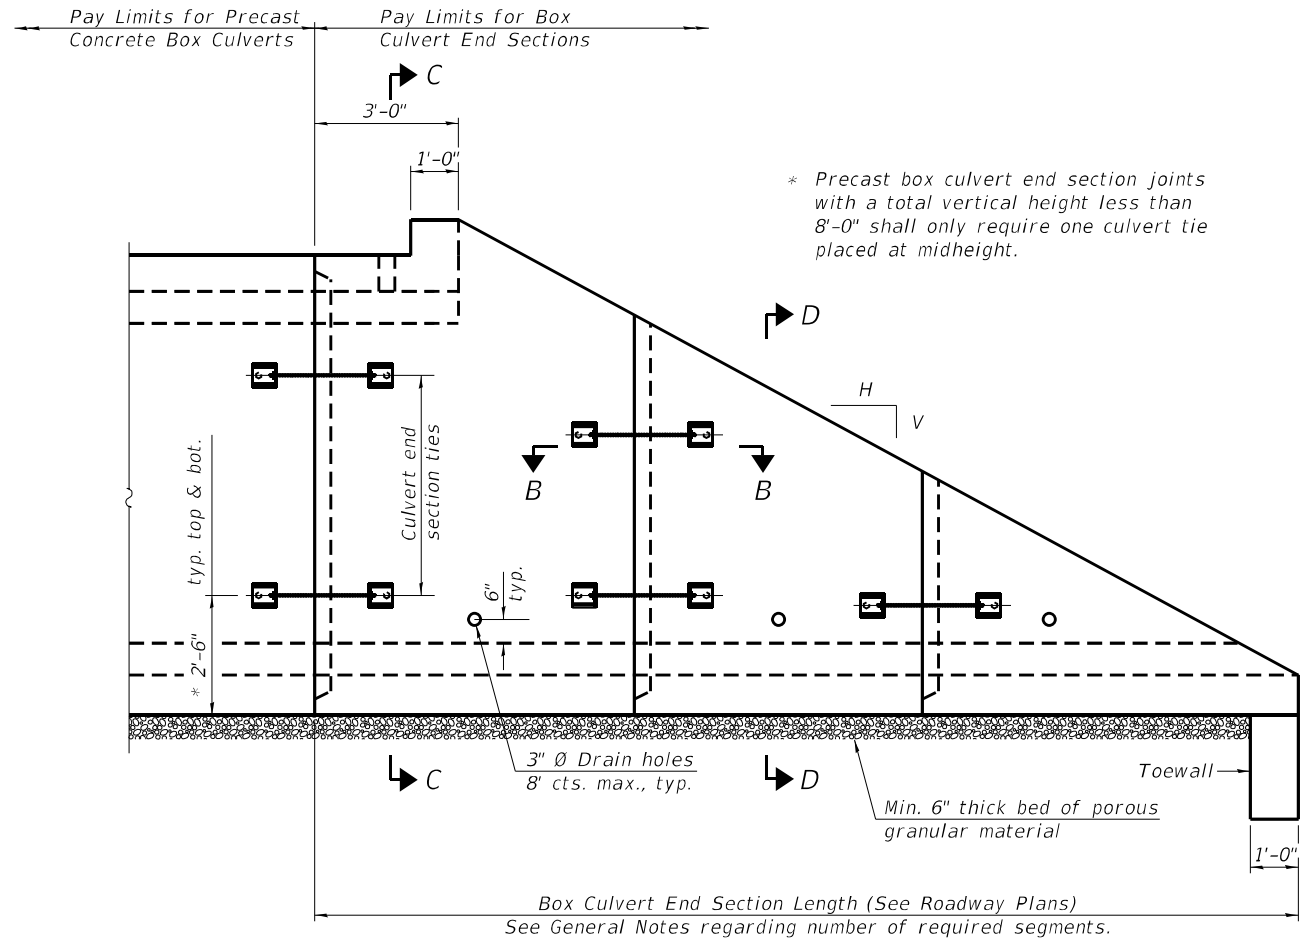 Pay Limits for Precast
Concrete Box Culverts
Pay Limits for Box
Culvert End Sections
C
3'-0"
1'-0"
* Precast box culvert end section joints
with a total vertical height less than
8'-0" shall only require one culvert tie
placed at midheight.
D
H
V
typ. top & bot.
Culvert end
section ties
B
B
6"
typ.
* 2'-6"
C
3" Ø Drain holes
8' cts. max., typ.
D
Toewall
Min. 6" thick bed of porous
granular material
1'-0"
Box Culvert End Section Length (See Roadway Plans)
See General Notes regarding number of required segments.